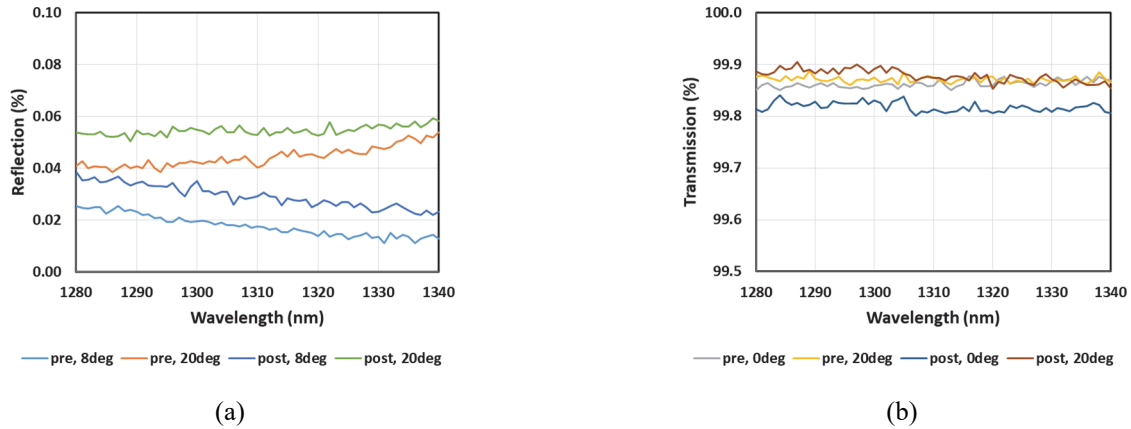 0.10
0.08
0.06
0.04
0.02
0.00
Reflection (%)
1280 1290 1300 1310 1320 1330 1340
Wavelength (nm)
pre, 8deg pre, 20deg post, 8deg post, 20deg
(a)
100.0
99.9
99.8
99.7
99.6
99.5
Transmission (%)
1280 1290 1300 1310 1320 1330 1340
Wavelength (nm)
pre, 0deg pre, 20deg post, 0deg post, 20deg
(b)